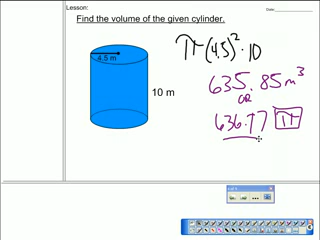 Lesson:
Date:
Find the volume of the given cylinder.
4.5 m
10 m
π(4.5)² · 10
635.85 m³
OR
636.17 π